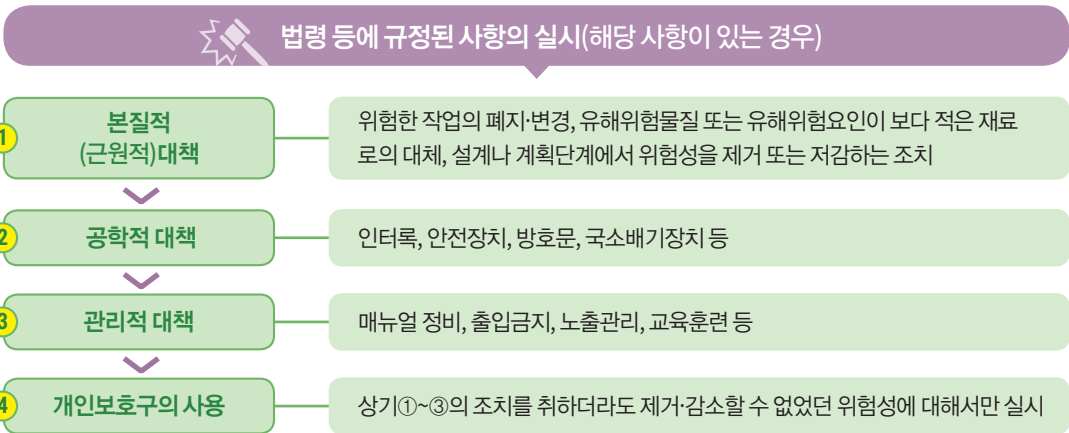 법령 등에 규정된 사항의 실시(해당 사항이 있는 경우)
1
본질적
(근원적)대책
위험한 작업의 폐지·변경, 유해위험물질 또는 유해위험요인이 보다 적은 재료
로의 대체, 설계나 계획단계에서 위험성을 제거 또는 저감하는 조치
2
공학적 대책
인터록, 안전장치, 방호문, 국소배기장치 등
3
관리적 대책
매뉴얼 정비, 출입금지, 노출관리, 교육훈련 등
4
개인보호구의 사용
상기①~③의 조치를 취하더라도 제거·감소할 수 없었던 위험성에 대해서만 실시